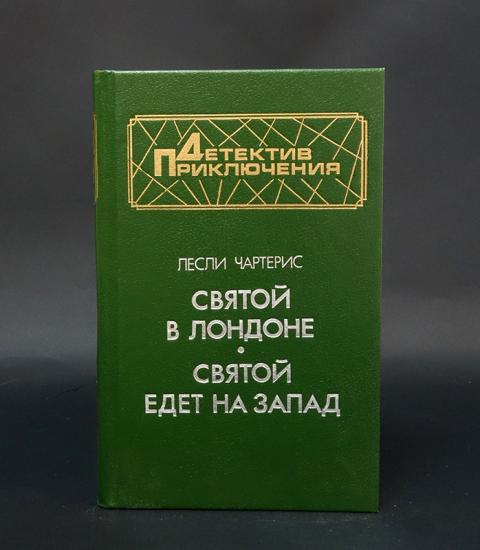 ДЕТЕКТИВ
ПРИКЛЮЧЕНИЯ
ЛЕСЛИ ЧАРТЕРИС
СВЯТОЙ
В ЛОНДОНЕ
•
СВЯТОЙ
ЕДЕТ НА ЗАПАД